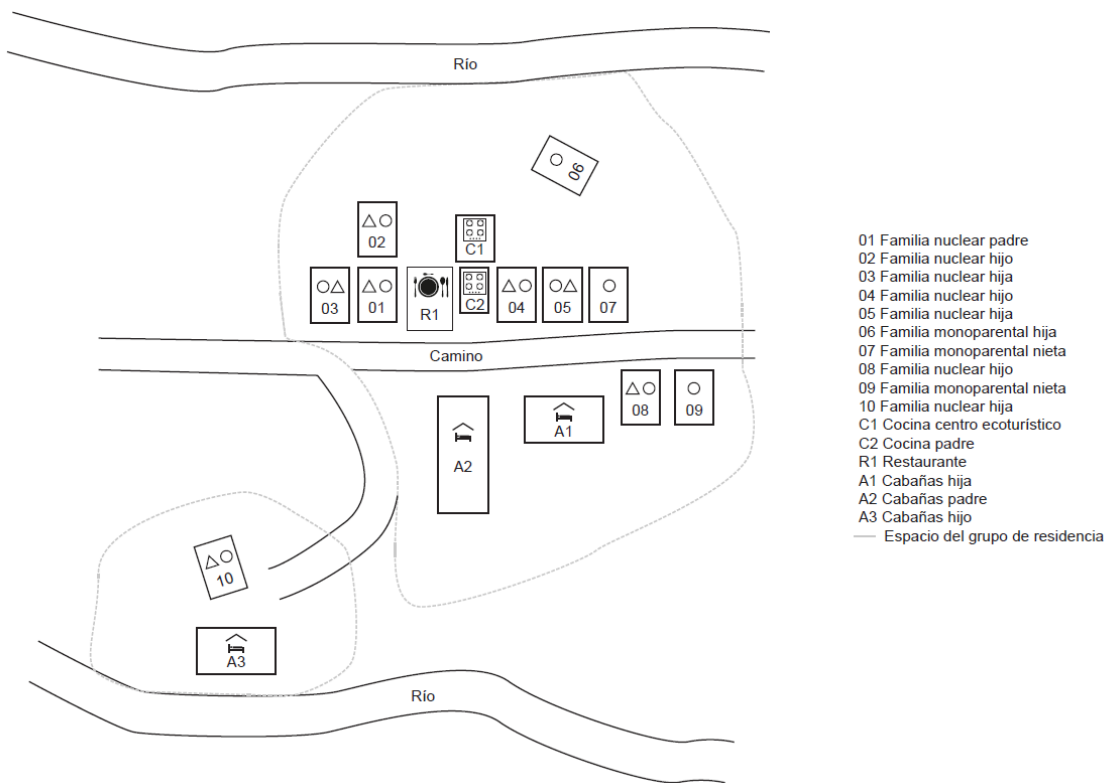 Río
06
02
C1
03
01
R1
C2
04
05
07
Camino
A2
A1
08
09
10
A3
Río
01 Familia nuclear padre
02 Familia nuclear hijo
03 Familia nuclear hija
04 Familia nuclear hijo
05 Familia nuclear hija
06 Familia monoparental hija
07 Familia monoparental nieta
08 Familia nuclear hijo
09 Familia monoparental nieta
10 Familia nuclear hija
C1 Cocina centro ecoturístico
C2 Cocina padre
R1 Restaurante
A1 Cabañas hija
A2 Cabañas padre
A3 Cabañas hijo
Espacio del grupo de residencia